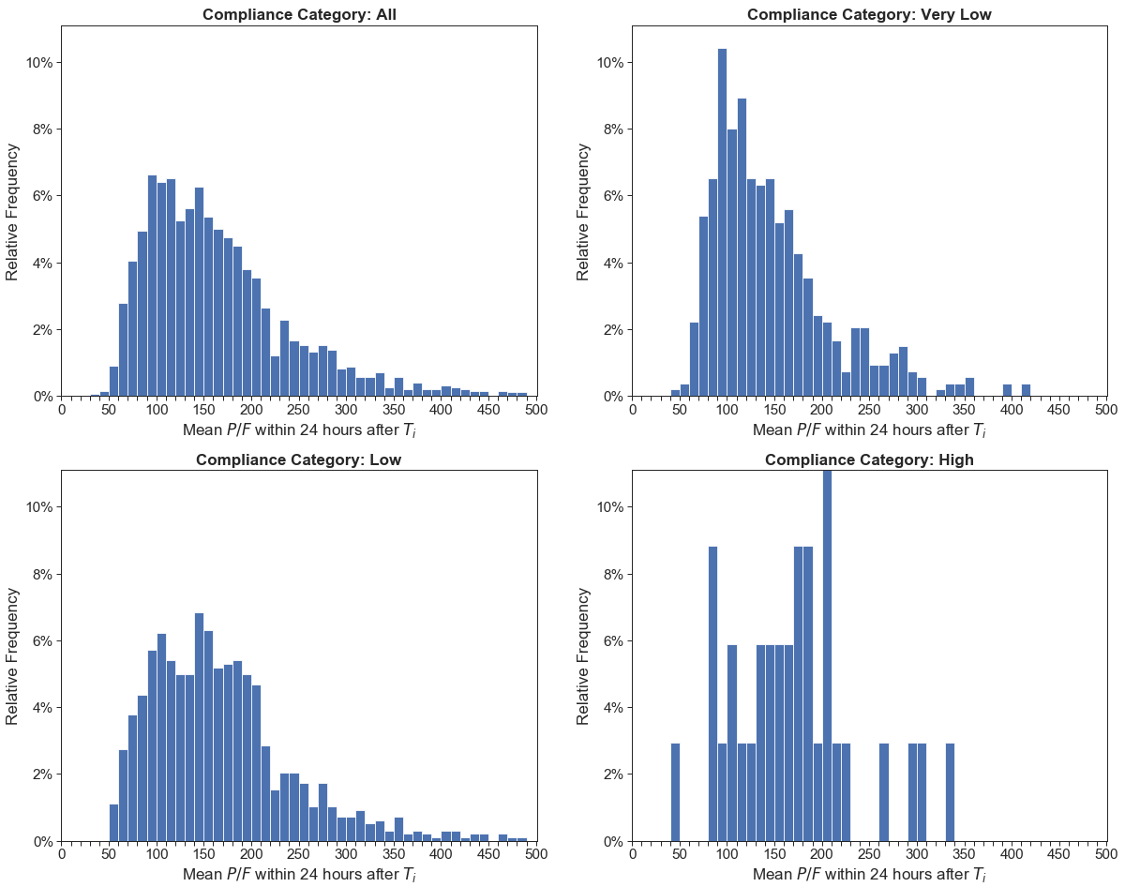 Compliance Category: All
Relative Frequency
10%
8%
6%
4%
2%
0%
0 50 100 150 200 250 300 350 400 450 500
Mean P/F within 24 hours after Ti
Compliance Category: Very Low
Relative Frequency
10%
8%
6%
4%
2%
0%
0 50 100 150 200 250 300 350 400 450 500
Mean P/F within 24 hours after Ti
Compliance Category: Low
Relative Frequency
10%
8%
6%
4%
2%
0%
0 50 100 150 200 250 300 350 400 450 500
Mean P/F within 24 hours after Ti
Compliance Category: High
Relative Frequency
10%
8%
6%
4%
2%
0%
0 50 100 150 200 250 300 350 400 450 500
Mean P/F within 24 hours after Ti